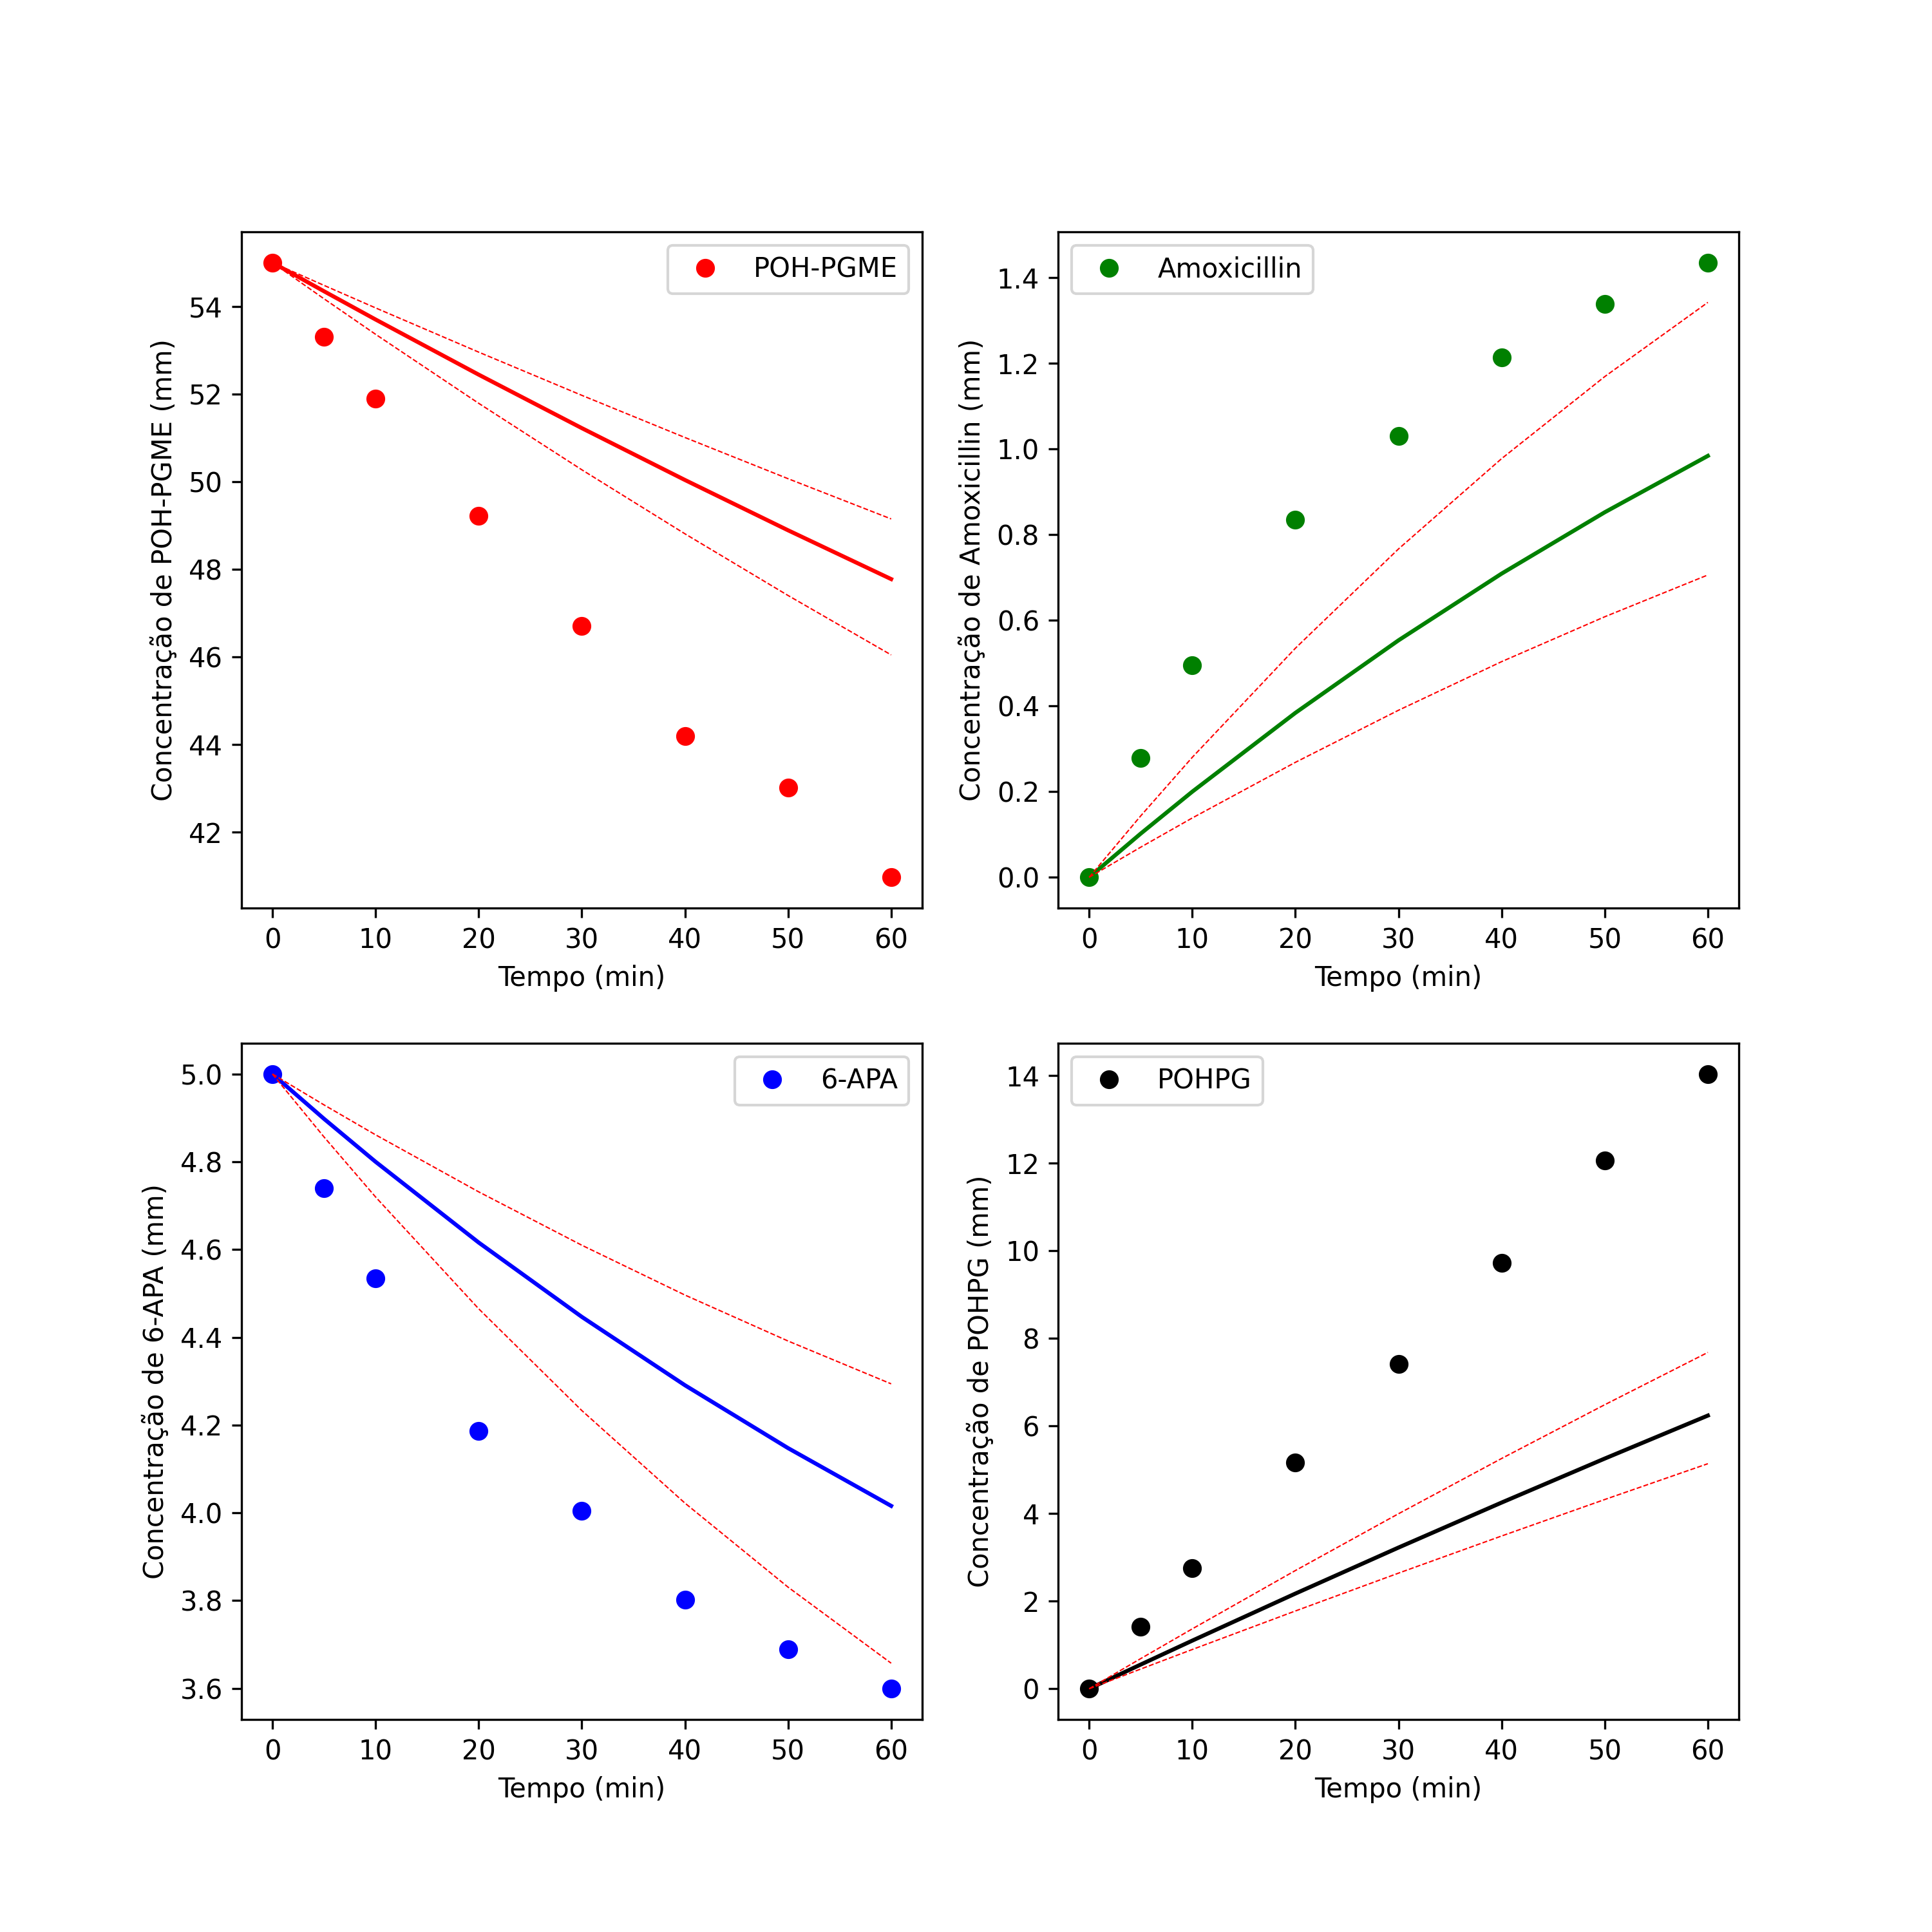 POH-PGME
Concentração de POH-PGME (mm)
54
52
50
48
46
44
42
0 10 20 30 40 50 60
Tempo (min)
Amoxicillin
Concentração de Amoxicillin (mm)
1.4
1.2
1.0
0.8
0.6
0.4
0.2
0.0
0 10 20 30 40 50 60
Tempo (min)
6-APA
Concentração de 6-APA (mm)
5.0
4.8
4.6
4.4
4.2
4.0
3.8
3.6
0 10 20 30 40 50 60
Tempo (min)
POHPG
Concentração de POHPG (mm)
14
12
10
8
6
4
2
0
0 10 20 30 40 50 60
Tempo (min)